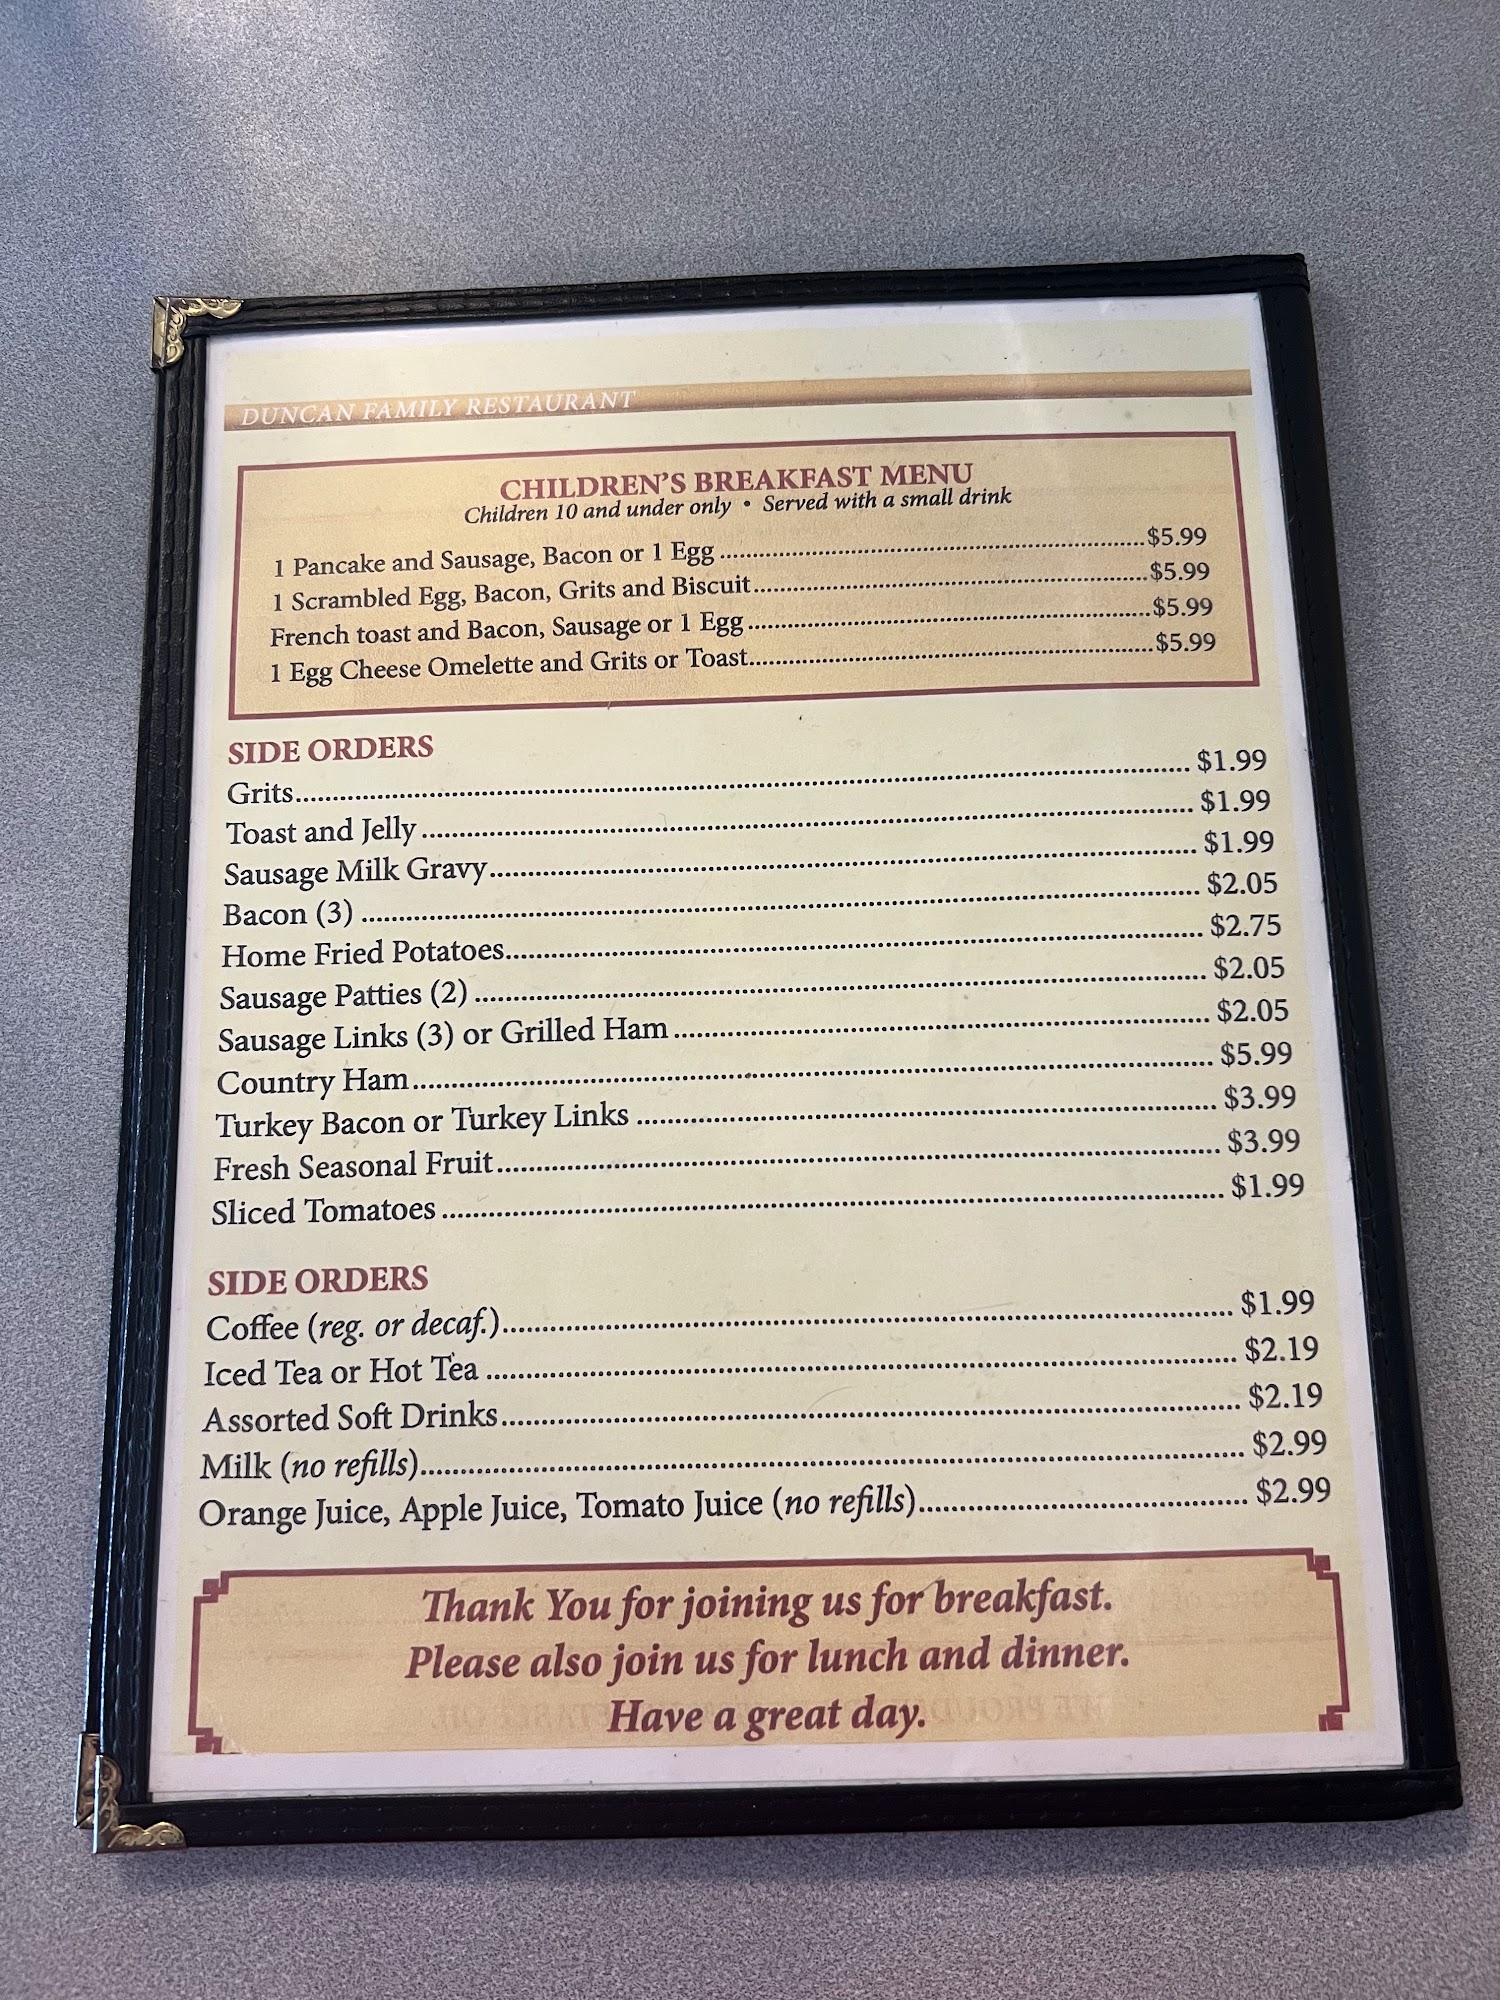 DUNCAN FAMILY RESTAURANT
CHILDREN'S BREAKFAST MENU
Children 10 and under only • Served with a small drink
1 Pancake and Sausage, Bacon or 1 Egg $5.99
1 Scrambled Egg, Bacon, Grits and Biscuit $5.99
French toast and Bacon, Sausage or 1 Egg $5.99
1 Egg Cheese Omelette and Grits or Toast $5.99
SIDE ORDERS
Grits $1.99
Toast and Jelly $1.99
Sausage Milk Gravy $1.99
Bacon (3) $2.05
Home Fried Potatoes $2.75
Sausage Patties (2) $2.05
Sausage Links (3) or Grilled Ham $2.05
Country Ham $5.99
Turkey Bacon or Turkey Links $3.99
Fresh Seasonal Fruit $3.99
Sliced Tomatoes $1.99
SIDE ORDERS
Coffee (reg. or decaf.) $1.99
Iced Tea or Hot Tea $2.19
Assorted Soft Drinks $2.19
Milk (no refills) $2.99
Orange Juice, Apple Juice, Tomato Juice (no refills) $2.99
Thank You for joining us for breakfast.
Please also join us for lunch and dinner.
Have a great day.